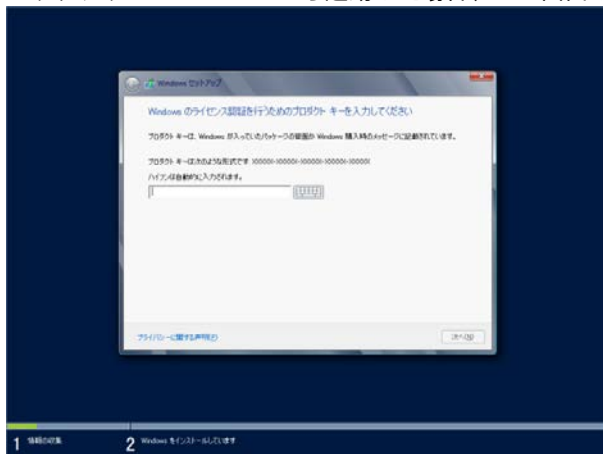 Windows セットアップ
Windows のライセンス認証を行うためのプロダクト キーを入力してください
プロダクト キーは、Windows が入っていたパッケージの背面か Windows 購入時のメッセージに記載されています。
プロダクト キーは次のような形式です XXXXX-XXXXX-XXXXX-XXXXX-XXXXX
ハイフンは自動的に入力されます。
プライバシーに関する声明(P)
次へ(N)
1 情報の収集
2 Windows をインストールしています